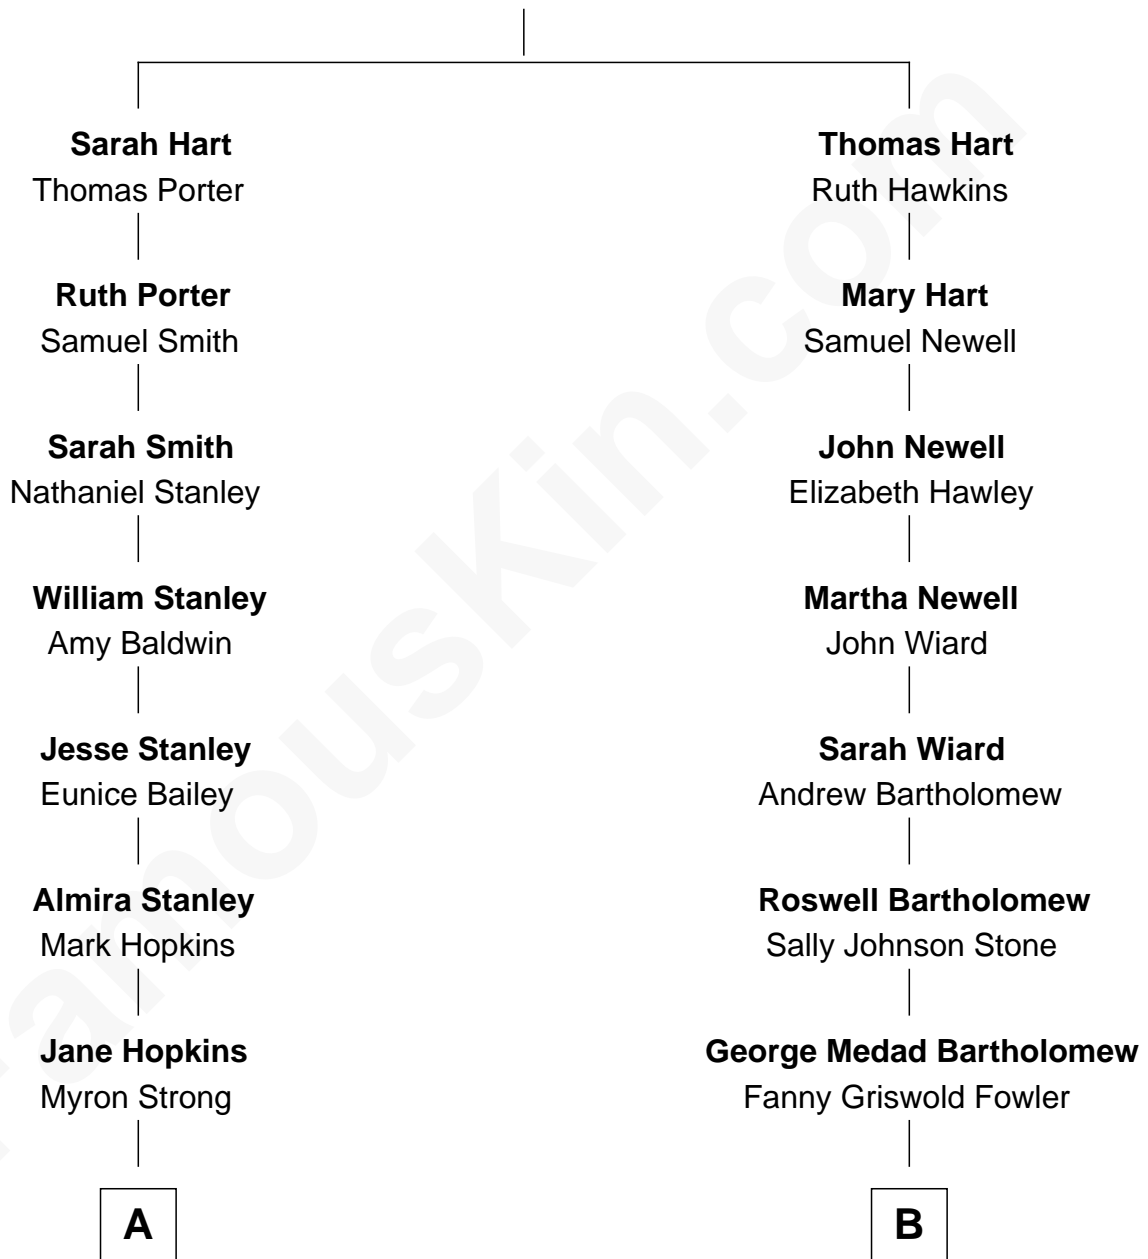 Sarah Hart
Thomas Porter
Ruth Porter
Samuel Smith
Sarah Smith
Nathaniel Stanley
William Stanley
Amy Baldwin
Jesse Stanley
Eunice Bailey
Almira Stanley
Mark Hopkins
Jane Hopkins
Myron Strong
A
Thomas Hart
Ruth Hawkins
Mary Hart
Samuel Newell
John Newell
Elizabeth Hawley
Martha Newell
John Wiard
Sarah Wiard
Andrew Bartholomew
Roswell Bartholomew
Sally Johnson Stone
George Medad Bartholomew
Fanny Griswold Fowler
B
FamousKin.com